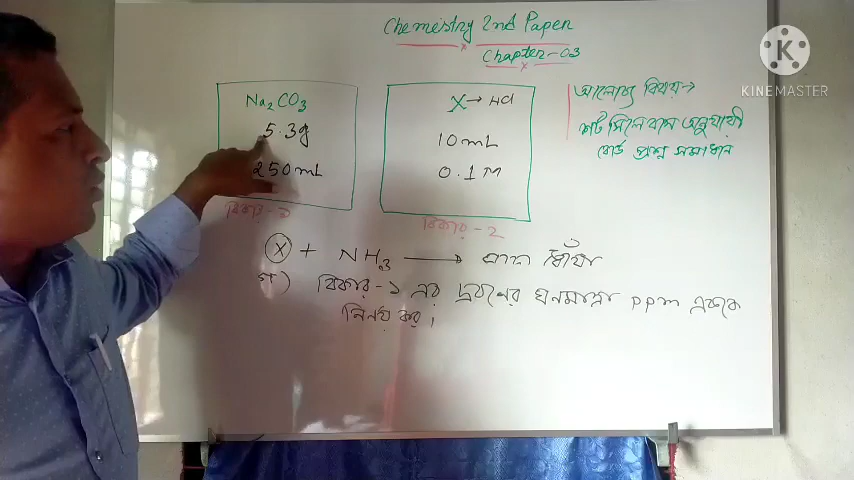 Chemistry 2nd Paper
Chapter-03
KINEMASTER
Na2CO3
5.3g
250mL
বিকার-১
X → HCl
10mL
0.1M
বিকার-২
আলোচ্য বিষয় →
শর্ট সিলেবাস অনুযায়ী
বোর্ড প্রশ্ন সমাধান
X + NH3 → সাদা ধোঁয়া
গ) বিকার-১ এর দ্রবণের ঘনমাত্রা ppm এককে
নির্ণয় কর।